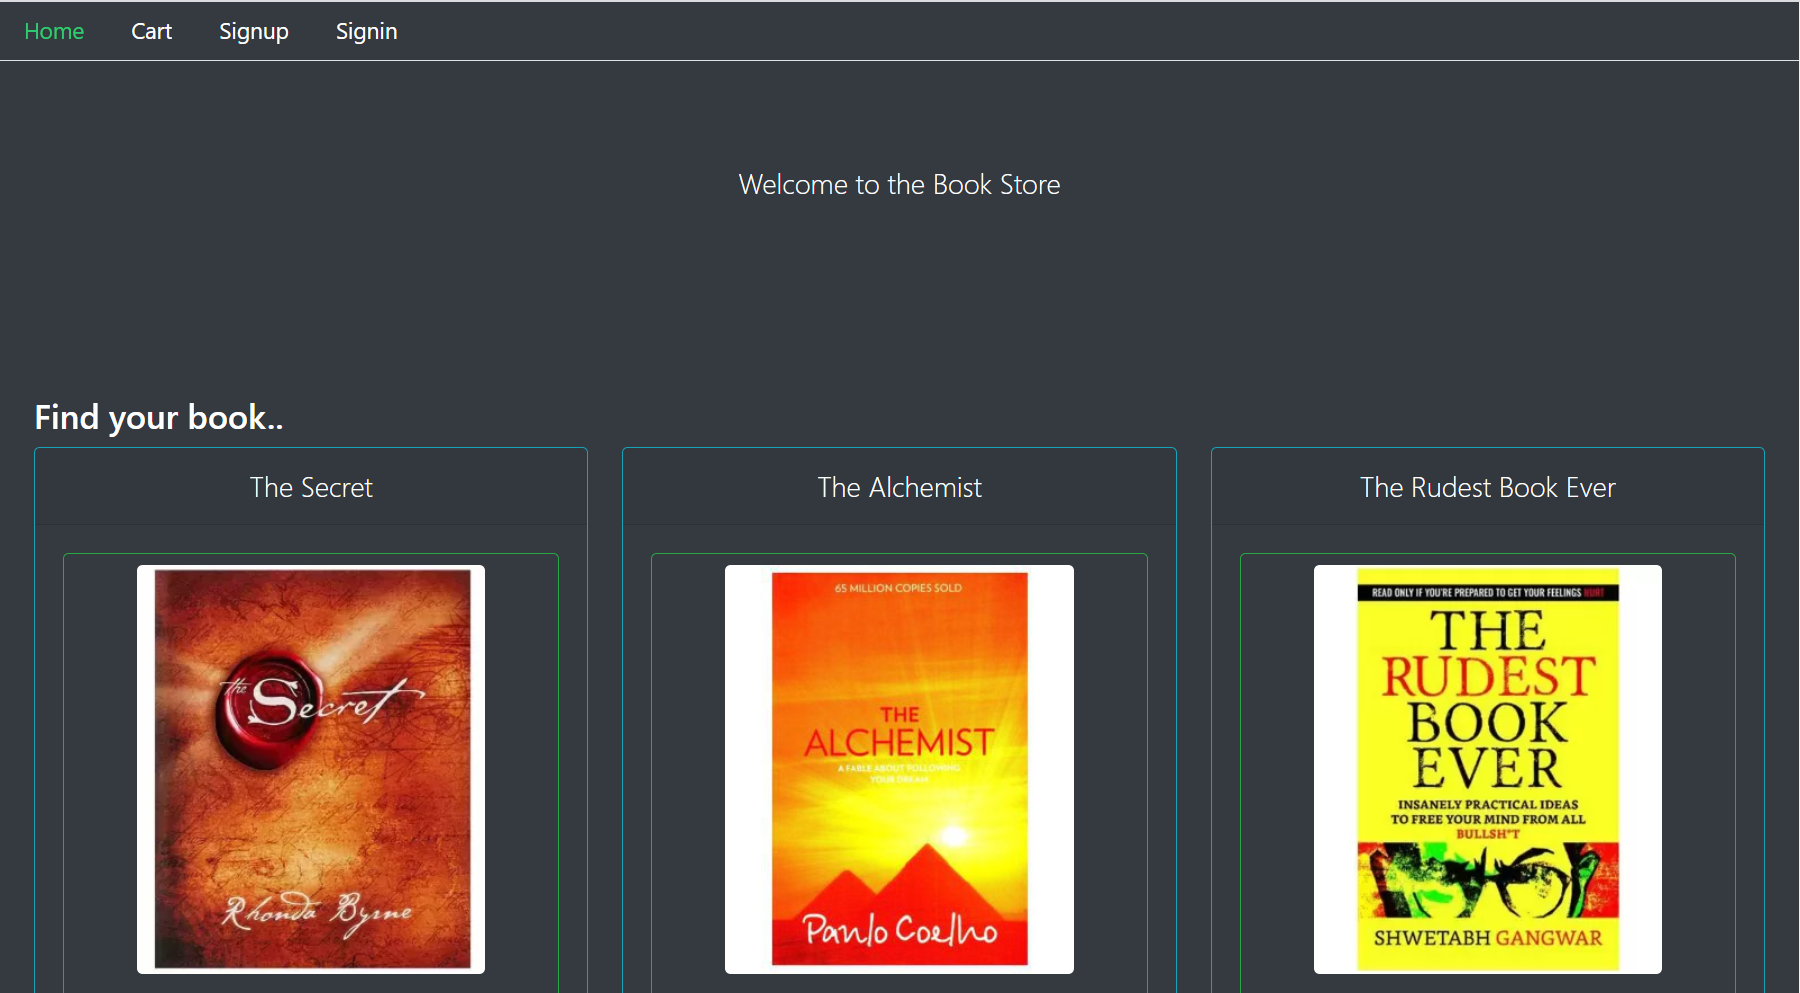 Home Cart Signup Signin
Welcome to the Book Store
Find your book..
The Secret
The Alchemist
The Rudest Book Ever
the Secret
Rhonda Byrne
65 MILLION COPIES SOLD
THE
ALCHEMIST
A FABLE ABOUT FOLLOWING
YOUR DREAM
Paulo Coelho
READ ONLY IF YOU'RE PREPARED TO GET YOUR FEELINGS HURT
THE
RUDEST
BOOK
EVER
INSANELY PRACTICAL IDEAS
TO FREE YOUR MIND FROM ALL
BULLSH*T
SHWETABH GANGWAR